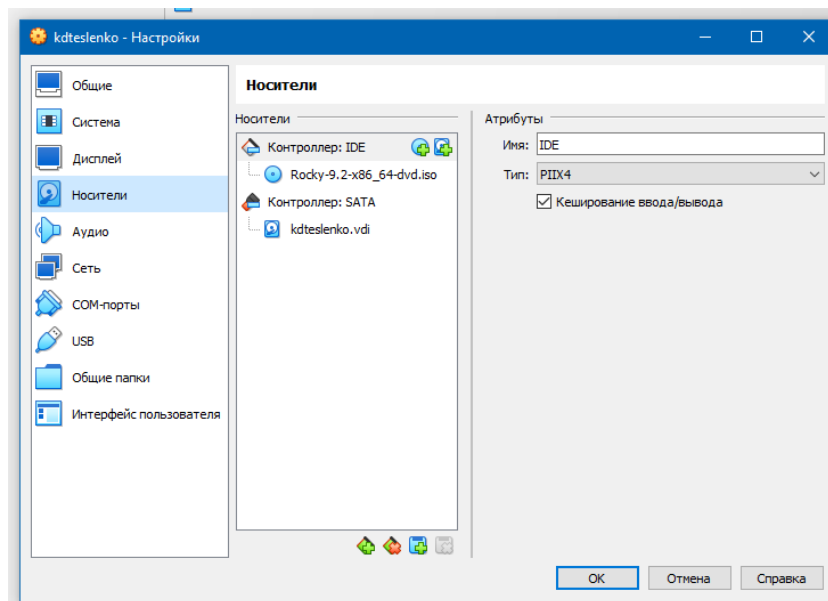 kdteslenko - Настройки
Общие
Система
Дисплей
Носители
Аудио
Сеть
COM-порты
USB
Общие папки
Интерфейс пользователя
Носители
Носители
Контроллер: IDE
Rocky-9.2-x86_64-dvd.iso
Контроллер: SATA
kdteslenko.vdi
Атрибуты
Имя: IDE
Тип: PIIX4
Кеширование ввода/вывода
OK
Отмена
Справка